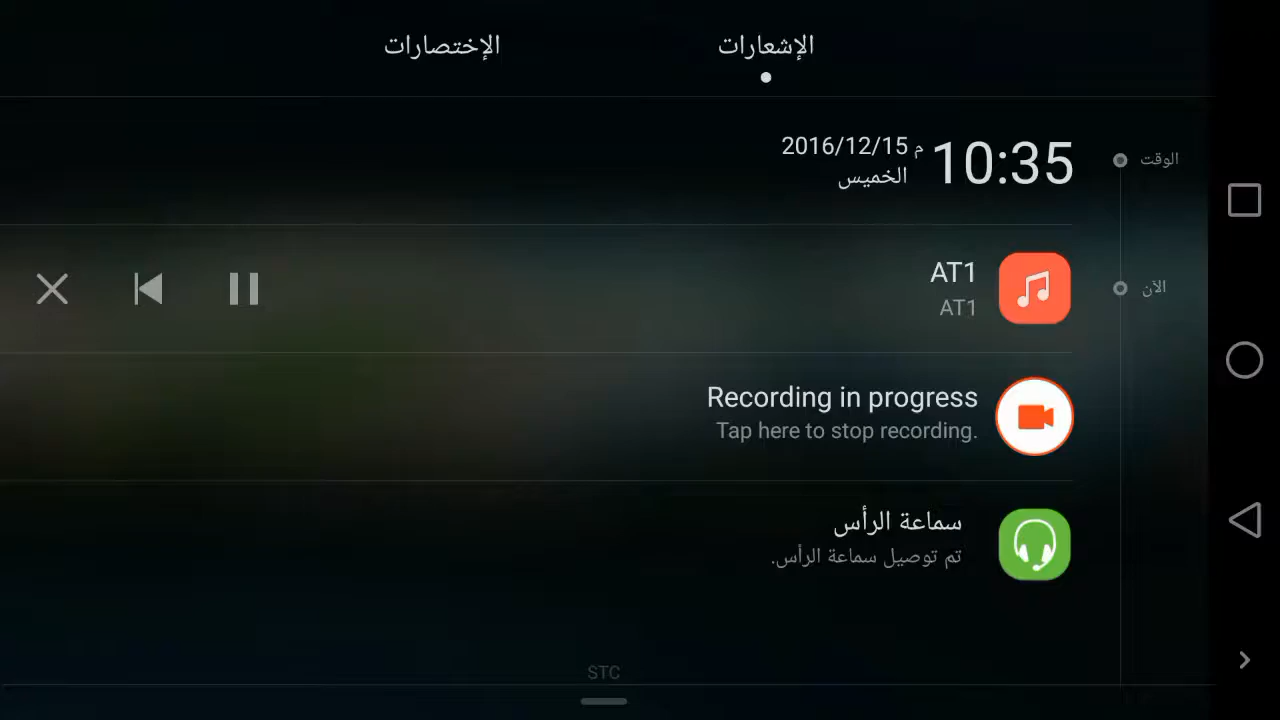 الإشعارات
الإختصارات
الوقت
10:35 م 2016/12/15
الخميس
الآن
AT1
AT1
Recording in progress
Tap here to stop recording.
سماعة الرأس
تم توصيل سماعة الرأس.
STC